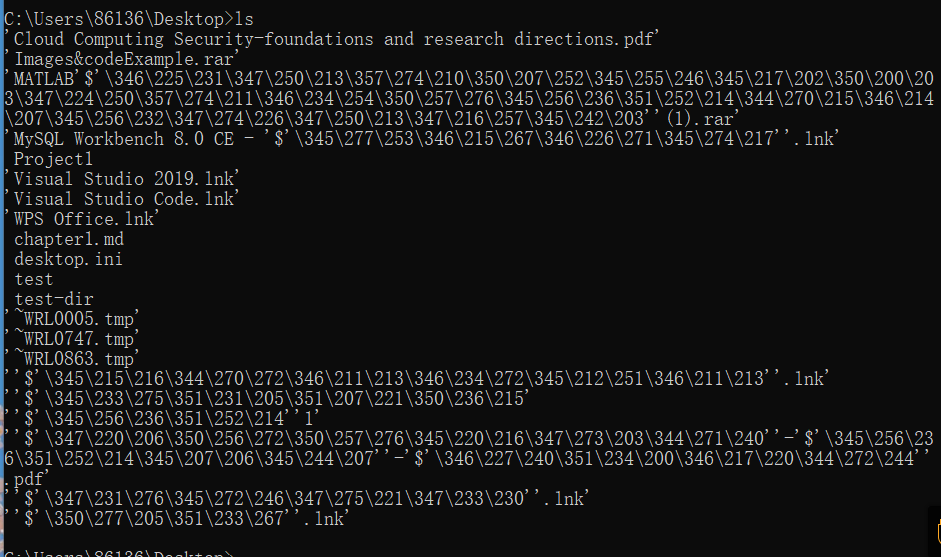 C:\Users\86136\Desktop>ls
'Cloud Computing Security-foundations and research directions.pdf'
'Images&codeExample.rar'
'MATLAB'$'\346\225\231\347\250\213\357\274\210\350\207\252\345\255\246\345\217\202\350\200\20
3\347\224\250\357\274\211\346\234\254\350\257\276\345\256\236\351\252\214\344\270\215\346\214
\207\345\256\232\347\274\226\347\250\213\347\216\257\345\242\203''(1).rar'
'MySQL Workbench 8.0 CE - '$'\345\277\253\346\215\267\346\226\271\345\274\217''.lnk'
Project1
'Visual Studio 2019.lnk'
'Visual Studio Code.lnk'
'WPS Office.lnk'
chapter1.md
desktop.ini
test
test-dir
'~WRL0005.tmp'
'~WRL0747.tmp'
'~WRL0863.tmp'
''$'\345\215\216\344\270\272\346\211\213\346\234\272\345\212\251\346\211\213''.lnk'
''$'\345\233\275\351\231\205\351\207\221\350\236\215'
''$'\345\256\236\351\252\214''1'
''$'\347\220\206\350\256\272\350\257\276\345\220\216\347\273\203\344\271\240''-'$'\345\256\23
6\351\252\214\345\207\206\345\244\207''-'$'\346\227\240\351\234\200\346\217\220\344\272\244''
.pdf'
''$'\347\231\276\345\272\246\347\275\221\347\233\230''.lnk'
''$'\350\277\205\351\233\267''.lnk'
C:\Users\86136\Desktop>